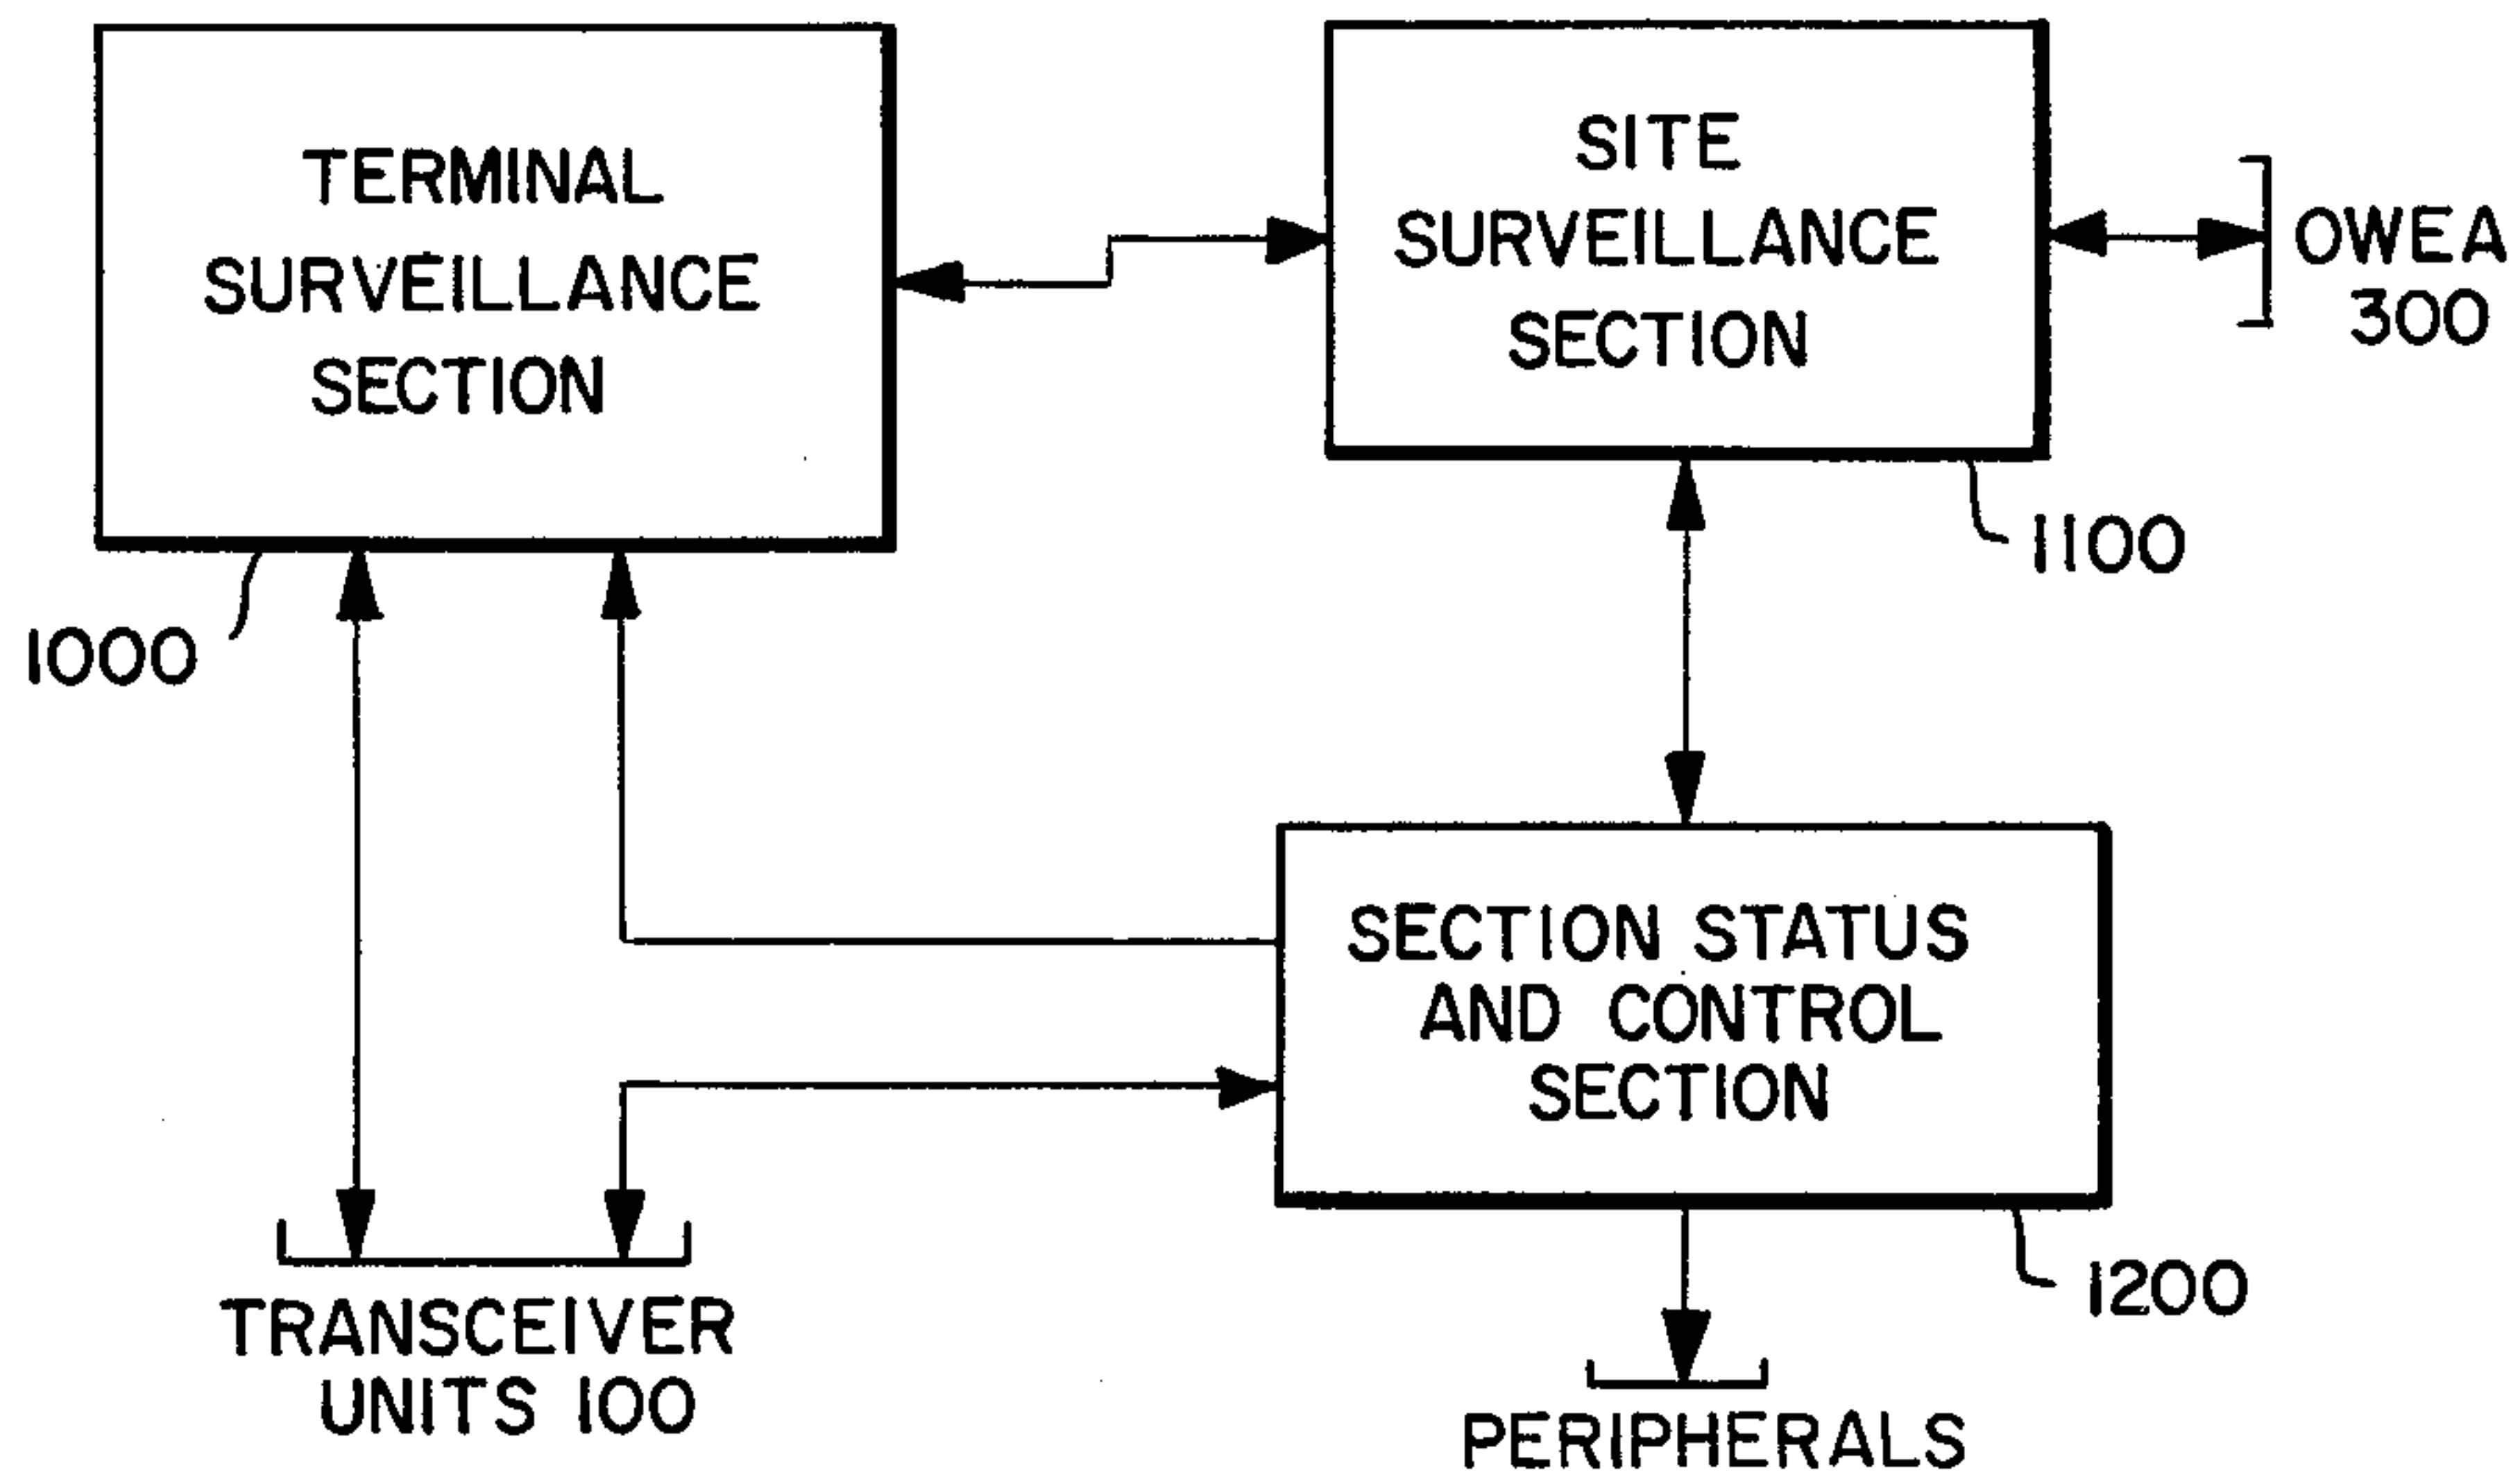 TERMINAL
SURVEILLANCE
SECTION
1000
SITE
SURVEILLANCE
SECTION
1100
OWEA
300
SECTION STATUS
AND CONTROL
SECTION
1200
TRANSCEIVER
UNITS 100
PERIPHERALS